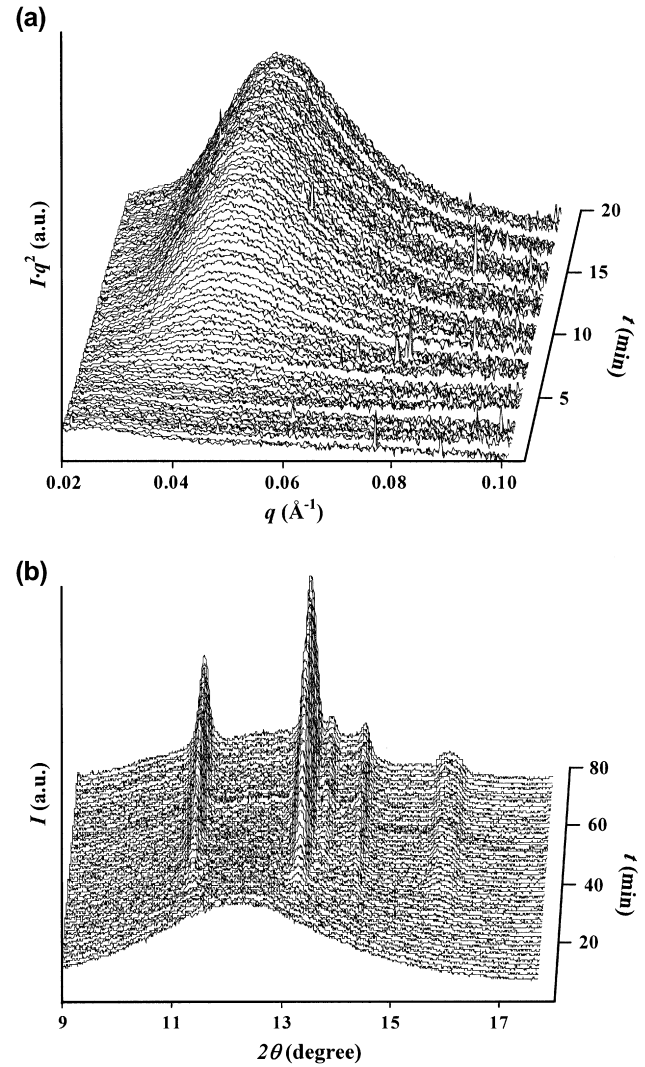 (a)
I·q² (a.u.)
20
15
10
5
t (min)
0.02 0.04 0.06 0.08 0.10
q (Å⁻¹)
(b)
I (a.u.)
80
60
40
20
t (min)
9 11 13 15 17
2θ (degree)